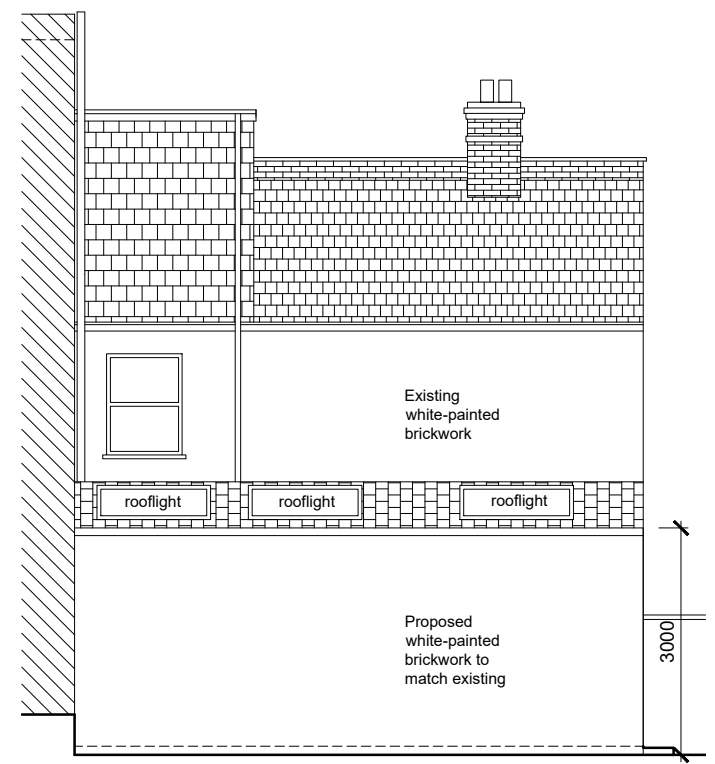 Existing
white-painted
brickwork
rooflight
rooflight
rooflight
Proposed
white-painted
brickwork to
match existing
3000